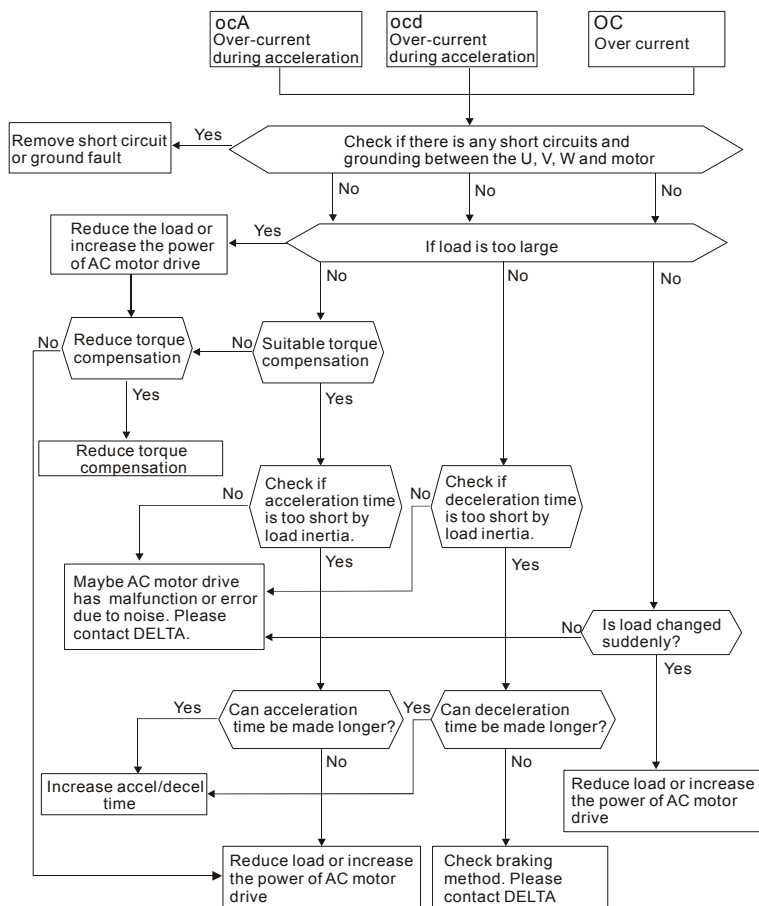 ocA
Over-current
during acceleration
ocd
Over-current
during acceleration
OC
Over current
Remove short circuit
or ground fault
Yes
Check if there is any short circuits and
grounding between the U, V, W and motor
No
No
No
Reduce the load or
increase the power
of AC motor drive
Yes
If load is too large
No
No
No
No
Reduce torque
compensation
No
Suitable torque
compensation
Yes
Yes
Reduce torque
compensation
No
Check if
acceleration time
is too short by
load inertia.
No
Check if
deceleration time
is too short by
load inertia.
Yes
Yes
Maybe AC motor drive
has malfunction or error
due to noise. Please
contact DELTA.
No
Is load changed
suddenly?
Yes
Yes
Can acceleration
time be made longer?
Yes
Can deceleration
time be made longer?
No
No
Increase accel/decel
time
Reduce load or increase
the power of AC motor
drive
Reduce load or increase
the power of AC motor
drive
Check braking
method. Please
contact DELTA